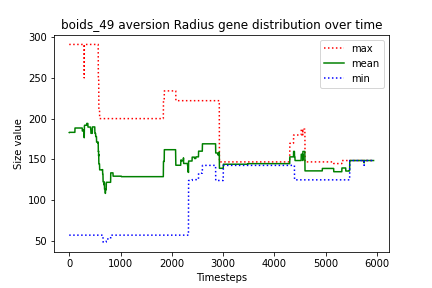 boids_49 aversion Radius gene distribution over time
300
250
200
150
100
50
Size value
max
mean
min
0
1000
2000
3000
4000
5000
6000
Timesteps